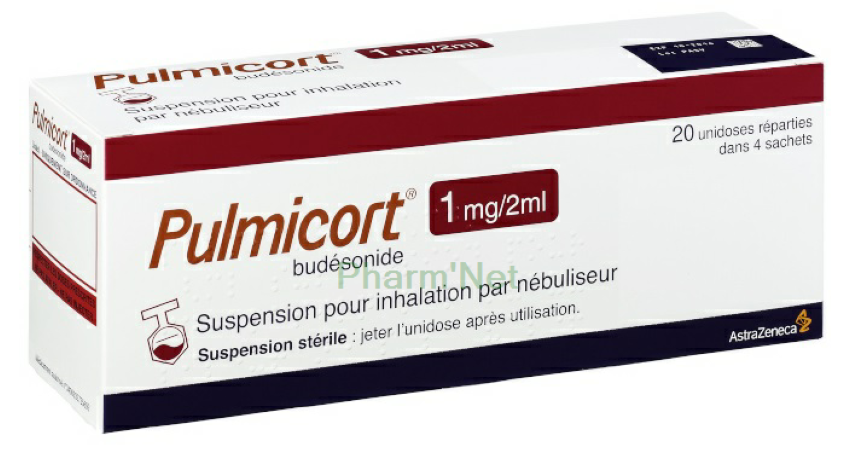 Pulmicort 1 mg/2ml
budésonide
Suspension pour inhalation
par nébuliseur
Pulmicort 1 mg/2ml
budésonide
20 unidoses réparties
dans 4 sachets
Pulmicort® 1 mg/2ml
budésonide
Pharm'Net
Suspension pour inhalation par nébuliseur
Suspension stérile : jeter l'unidose après utilisation.
AstraZeneca